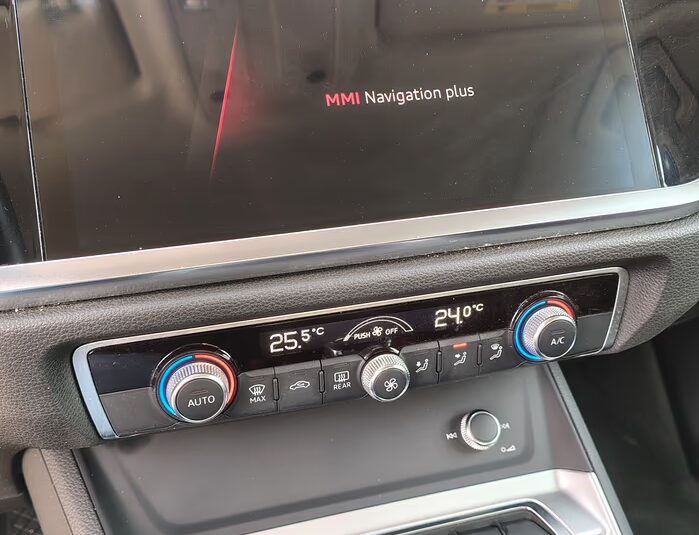 MMI Navigation plus
25.5°C
PUSH OFF
24.0°C
AUTO
MAX
REAR
A/C